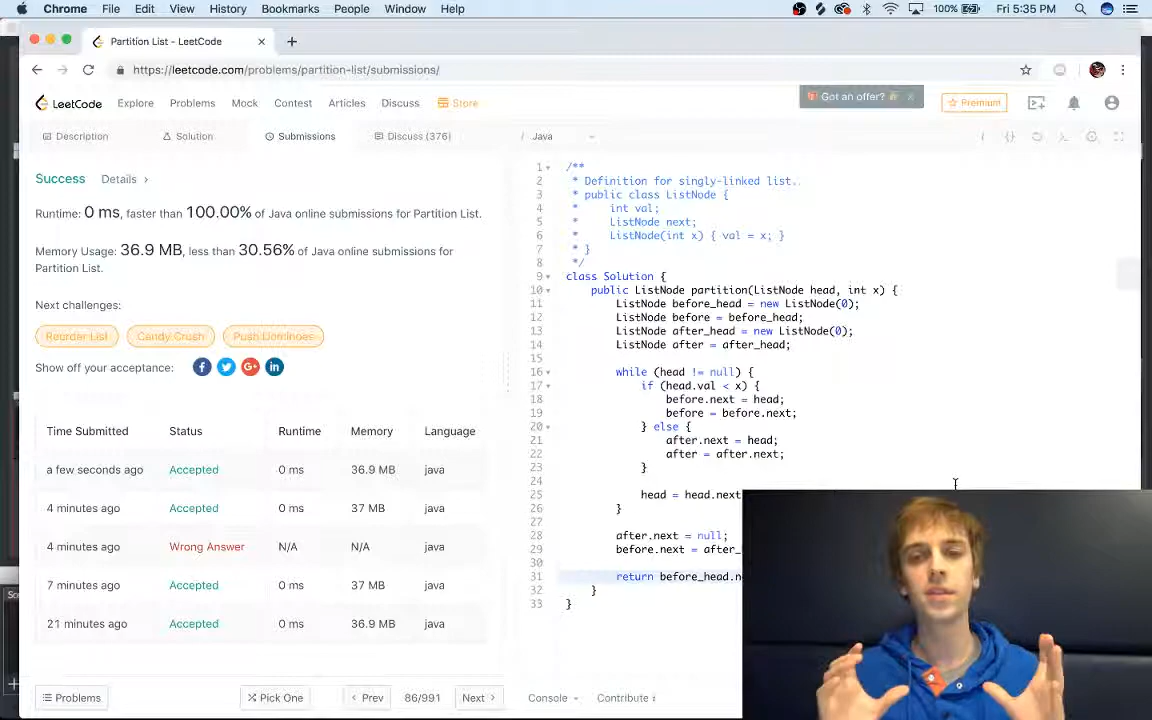 Chrome File Edit View History Bookmarks People Window Help 100% Fri 5:35 PM
Partition List - LeetCode
https://leetcode.com/problems/partition-list/submissions/
LeetCode Explore Problems Mock Contest Articles Discuss Store Got an offer? Premium
Description Solution Submissions Discuss (376) Java
Success Details
Runtime: 0 ms, faster than 100.00% of Java online submissions for Partition List.
Memory Usage: 36.9 MB, less than 30.56% of Java online submissions for
Partition List.
Next challenges:
Reorder List Candy Crush Push Dominoes
Show off your acceptance:
Time Submitted Status Runtime Memory Language
a few seconds ago Accepted 0 ms 36.9 MB java
4 minutes ago Accepted 0 ms 37 MB java
4 minutes ago Wrong Answer N/A N/A java
7 minutes ago Accepted 0 ms 37 MB java
21 minutes ago Accepted 0 ms 36.9 MB java
Problems Pick One Prev 86/991 Next
1 /**
2 * Definition for singly-linked list.
3 * public class ListNode {
4 * int val;
5 * ListNode next;
6 * ListNode(int x) { val = x; }
7 * }
8 */
9 class Solution {
10 public ListNode partition(ListNode head, int x) {
11 ListNode before_head = new ListNode(0);
12 ListNode before = before_head;
13 ListNode after_head = new ListNode(0);
14 ListNode after = after_head;
15
16 while (head != null) {
17 if (head.val < x) {
18 before.next = head;
19 before = before.next;
20 } else {
21 after.next = head;
22 after = after.next;
23 }
24
25 head = head.next
26 }
27
28 after.next = null;
29 before.next = after_
30
31 return before_head.ne
32 }
33 }
Console Contribute